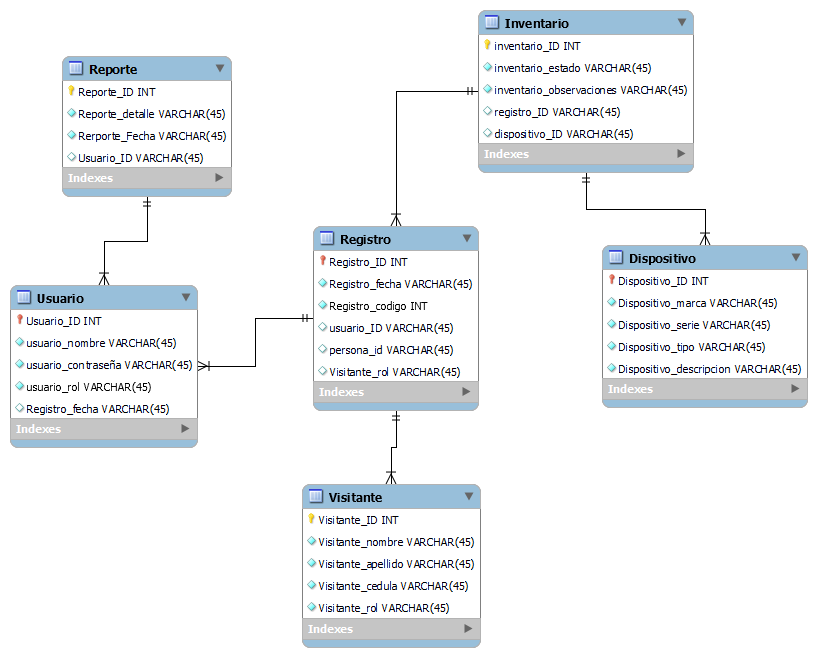 Inventario
inventario_ID INT
inventario_estado VARCHAR(45)
inventario_observaciones VARCHAR(45)
registro_ID VARCHAR(45)
dispositivo_ID VARCHAR(45)
Indexes
Reporte
Reporte_ID INT
Reporte_detalle VARCHAR(45)
Rerporte_Fecha VARCHAR(45)
Usuario_ID VARCHAR(45)
Indexes
Registro
Registro_ID INT
Registro_fecha VARCHAR(45)
Registro_codigo INT
usuario_ID VARCHAR(45)
persona_id VARCHAR(45)
Visitante_rol VARCHAR(45)
Indexes
Dispositivo
Dispositivo_ID INT
Dispositivo_marca VARCHAR(45)
Dispositivo_serie VARCHAR(45)
Dispositivo_tipo VARCHAR(45)
Dispositivo_descripcion VARCHAR(45)
Indexes
Usuario
Usuario_ID INT
usuario_nombre VARCHAR(45)
usuario_contraseña VARCHAR(45)
usuario_rol VARCHAR(45)
Registro_fecha VARCHAR(45)
Indexes
Visitante
Visitante_ID INT
Visitante_nombre VARCHAR(45)
Visitante_apellido VARCHAR(45)
Visitante_cedula VARCHAR(45)
Visitante_rol VARCHAR(45)
Indexes